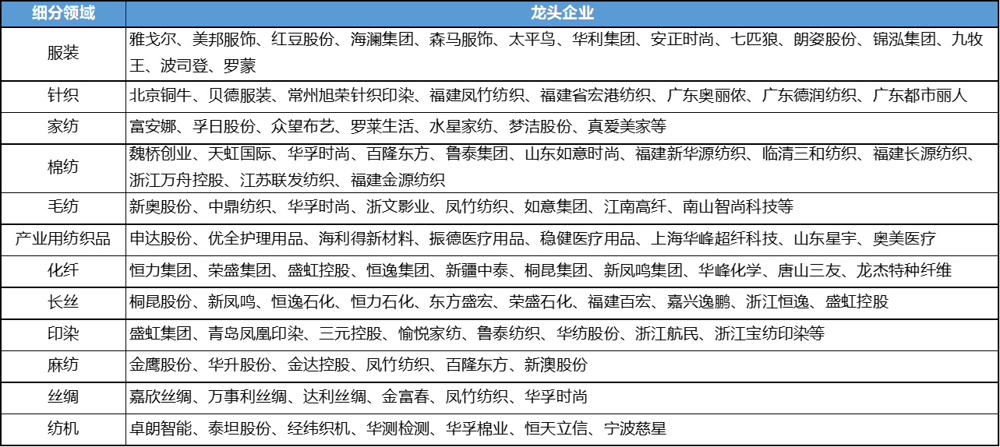 细分领域 龙头企业
服装 雅戈尔、美邦服饰、红豆股份、海澜集团、森马服饰、太平鸟、华利集团、安正时尚、七匹狼、朗姿股份、锦泓集团、九牧
王、波司登、罗蒙
针织 北京铜牛、贝德服装、常州旭荣针织印染、福建凤竹纺织、福建省宏港纺织、广东奥丽侬、广东德润纺织、广东都市丽人
家纺 富安娜、孚日股份、众望布艺、罗莱生活、水星家纺、梦洁股份、真爱美家等
棉纺 魏桥创业、天虹国际、华孚时尚、百隆东方、鲁泰集团、山东如意时尚、福建新华源纺织、临清三和纺织、福建长源纺织、
浙江万舟控股、江苏联发纺织、福建金源纺织
毛纺 新奥股份、中鼎纺织、华孚时尚、浙文影业、凤竹纺织、如意集团、江南高纤、南山智尚科技等
产业用纺织品 申达股份、优全护理用品、海利得新材料、振德医疗用品、稳健医疗用品、上海华峰超纤科技、山东星宇、奥美医疗
化纤 恒力集团、荣盛集团、盛虹控股、恒逸集团、新疆中泰、桐昆集团、新凤鸣集团、华峰化学、唐山三友、龙杰特种纤维
长丝 桐昆股份、新凤鸣、恒逸石化、恒力石化、东方盛宏、荣盛石化、福建百宏、嘉兴逸鹏、浙江恒逸、盛虹控股
印染 盛虹集团、青岛凤凰印染、三元控股、愉悦家纺、鲁泰纺织、华纺股份、浙江航民、浙江宝纺印染等
麻纺 金鹰股份、华升股份、金达控股、凤竹纺织、百隆东方、新澳股份
丝绸 嘉欣丝绸、万事利丝绸、达利丝绸、金富春、凤竹纺织、华孚时尚
纺机 卓朗智能、泰坦股份、经纬织机、华测检测、华孚棉业、恒天立信、宁波慈星